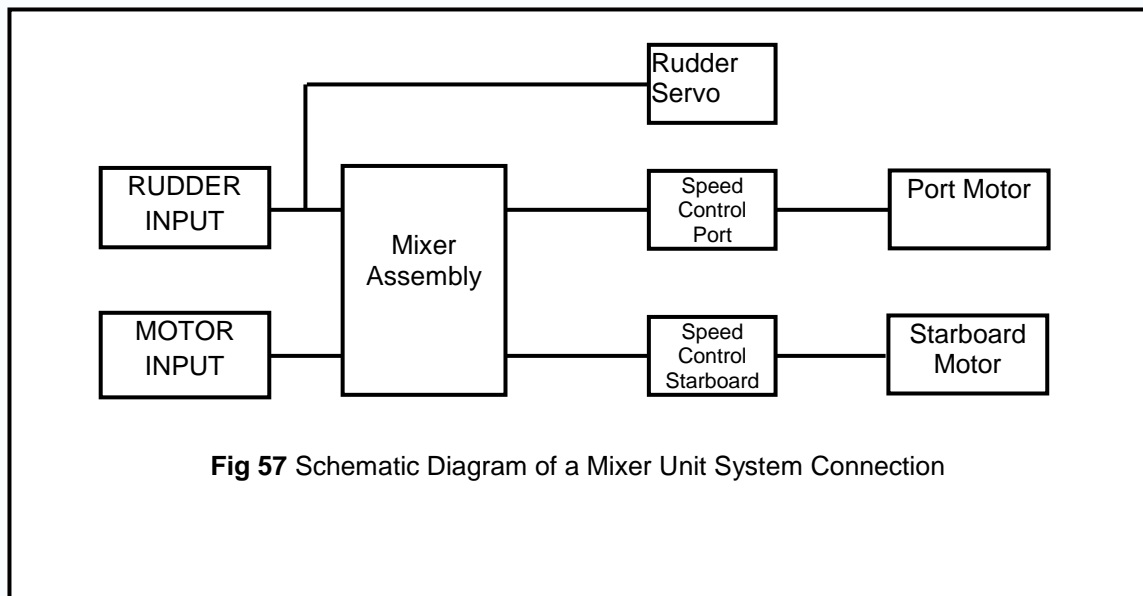 Rudder
Servo
RUDDER
INPUT
Mixer
Assembly
Speed
Control
Port
Port Motor
MOTOR
INPUT
Speed
Control
Starboard
Starboard
Motor
Fig 57 Schematic Diagram of a Mixer Unit System Connection